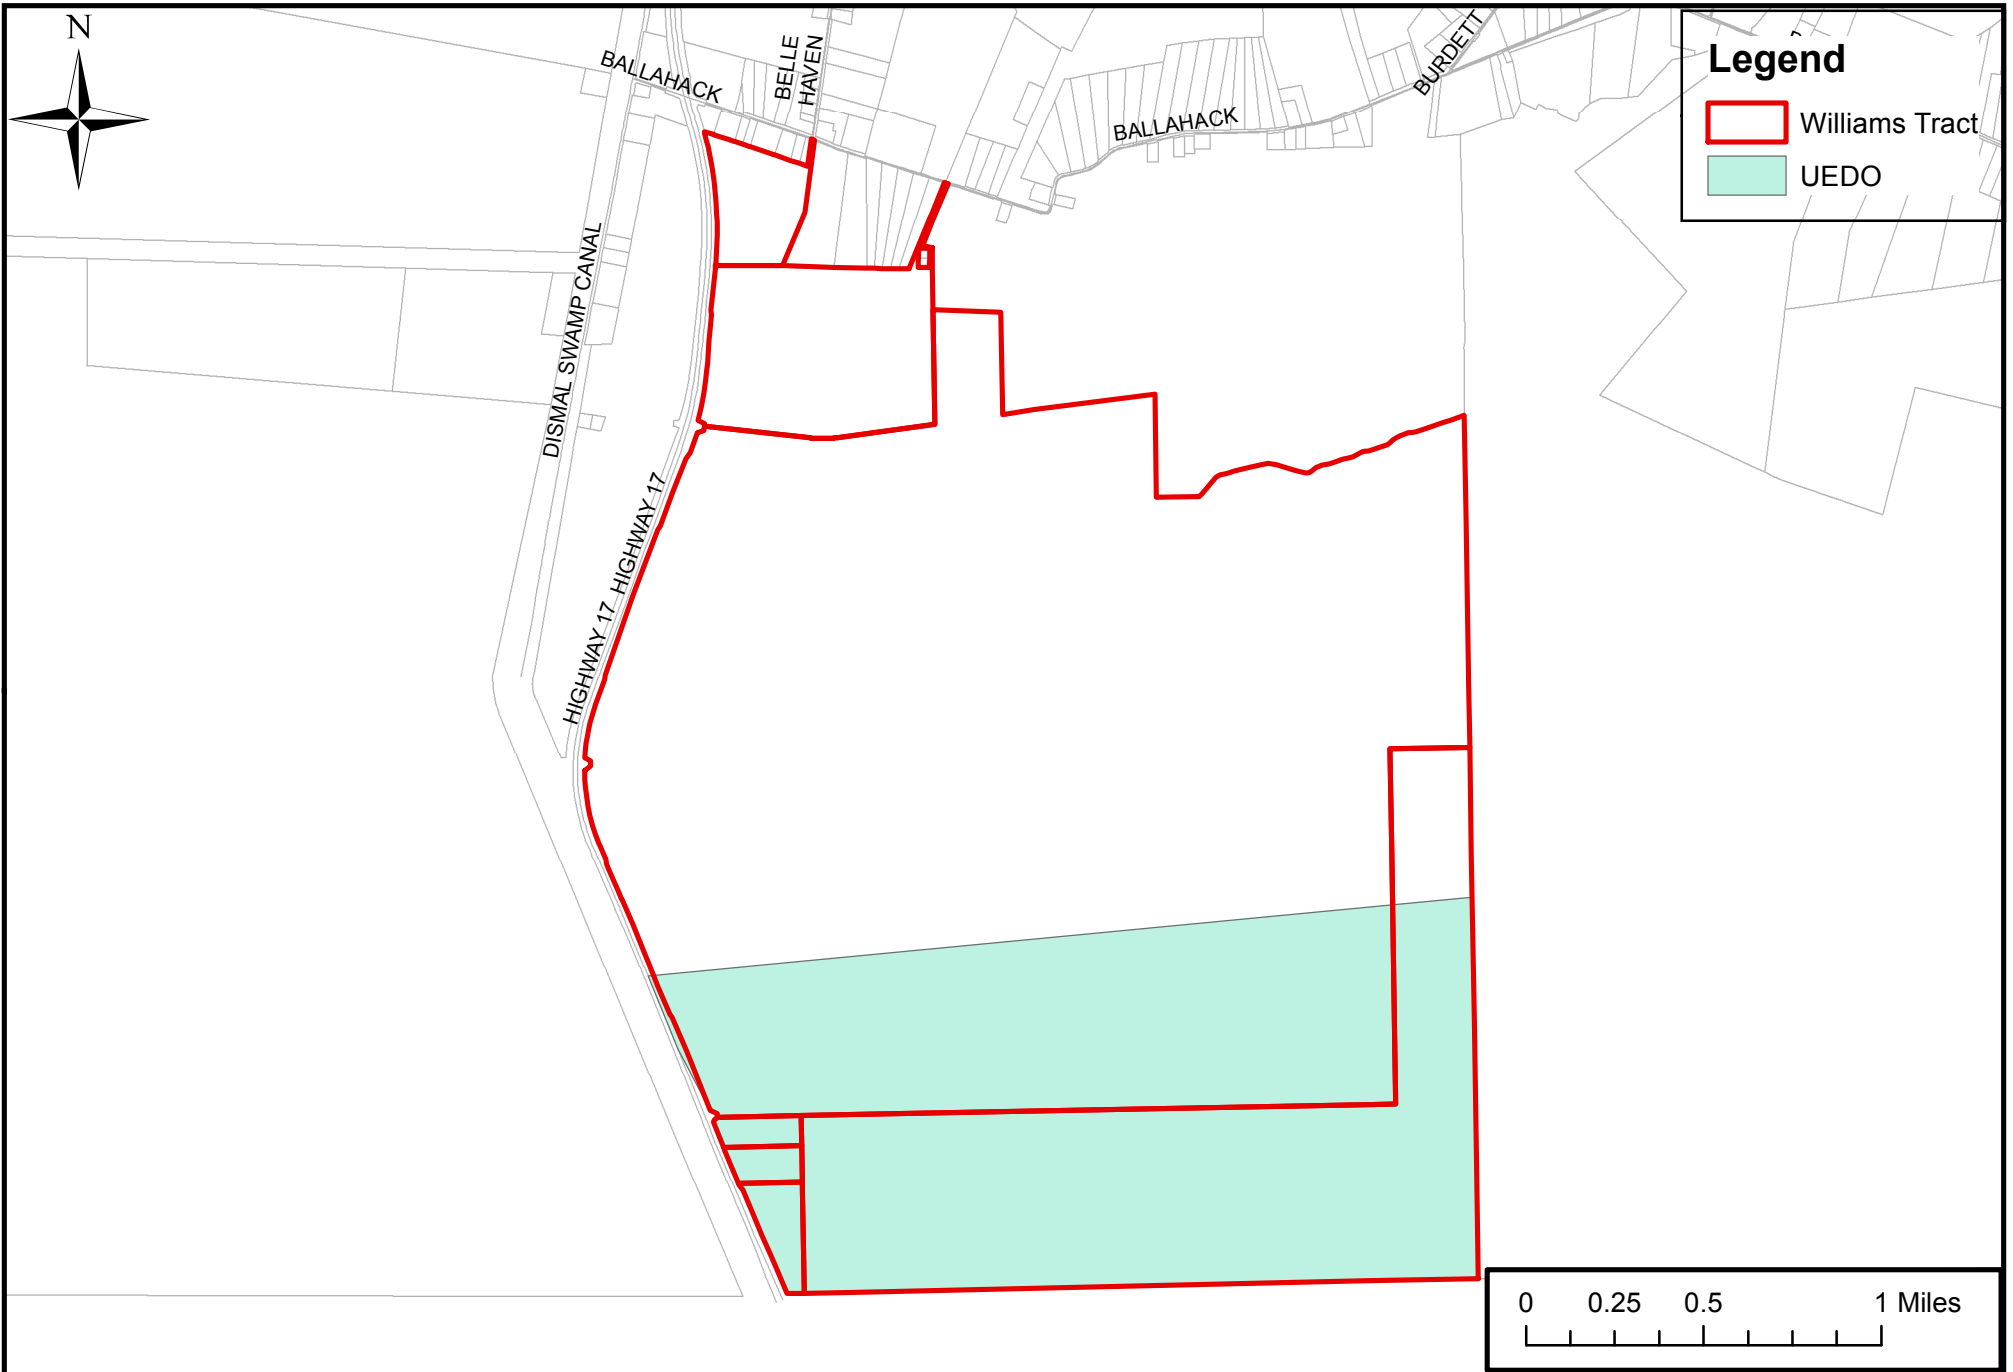 N
BALLAHACK
BELLE
HAVEN
BALLAHACK
BURDETT
Legend
Williams Tract
UEDO
DISMAL SWAMP CANAL
HIGHWAY 17
HIGHWAY 17
0 0.25 0.5 1 Miles